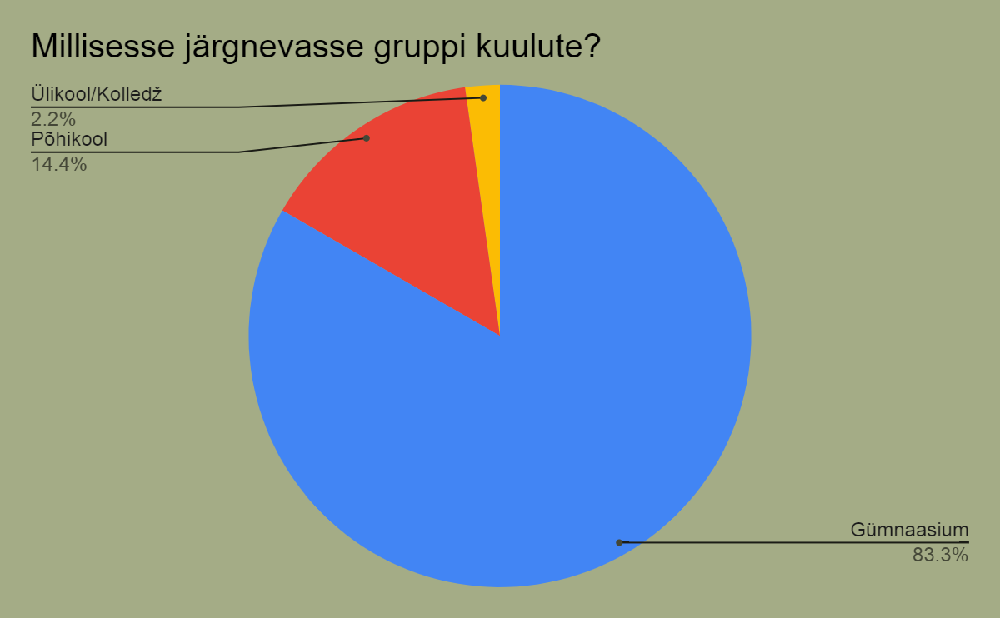 Millisesse järgnevasse gruppi kuulute?
Ülikool/Kolledž
2.2%
Põhikool
14.4%
Gümnaasium
83.3%